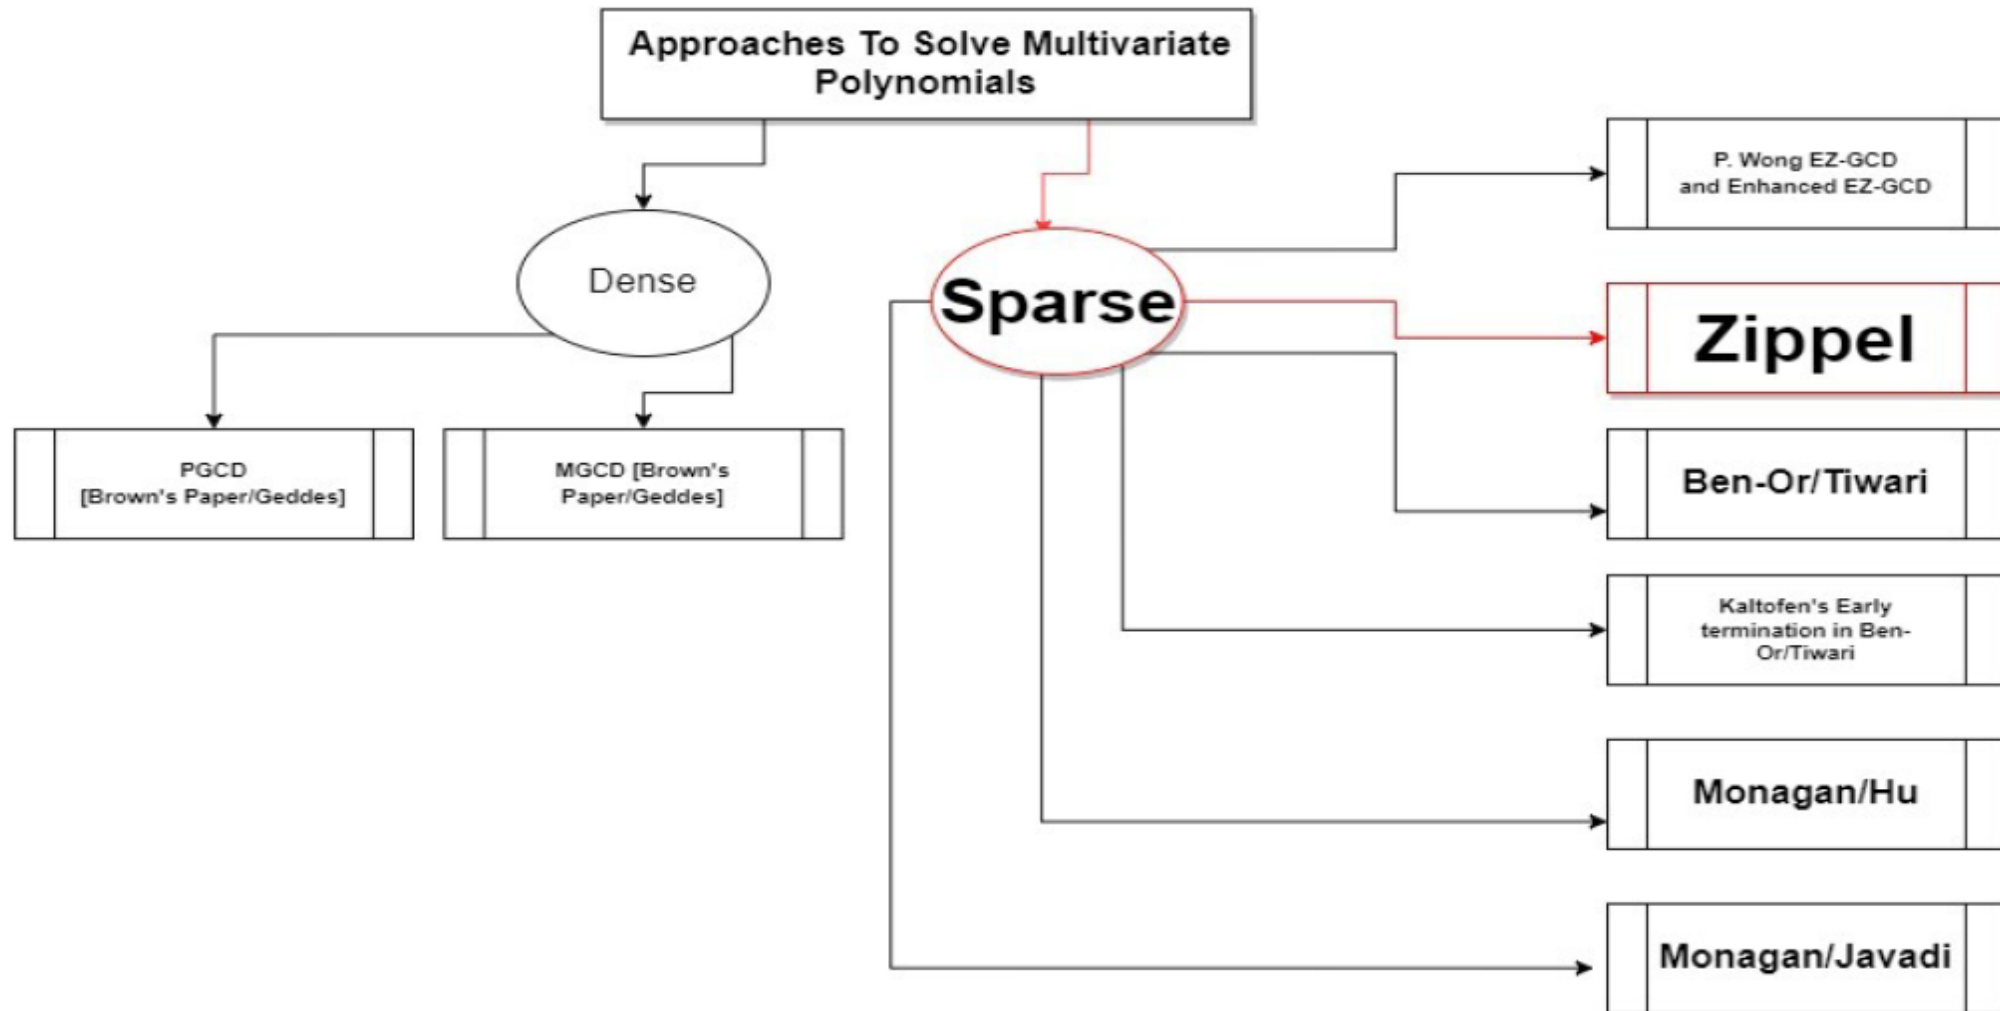 Approaches To Solve Multivariate
Polynomials
Dense
Sparse
PGCD
[Brown's Paper/Geddes]
MGCD [Brown's
Paper/Geddes]
P. Wong EZ-GCD
and Enhanced EZ-GCD
Zippel
Ben-Or/Tiwari
Kaltofen's Early
termination in Ben-
Or/Tiwari
Monagan/Hu
Monagan/Javadi